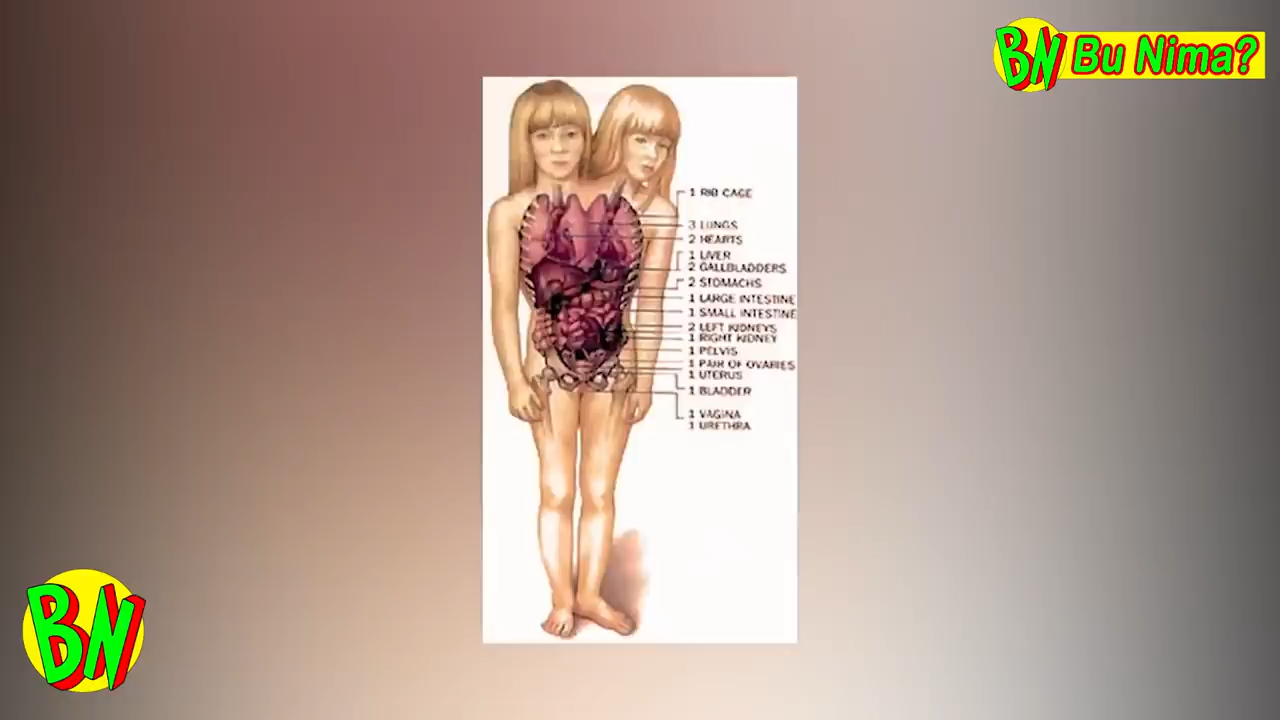 BN Bu Nima?
1 RIB CAGE
3 LUNGS
2 HEARTS
1 LIVER
2 GALLBLADDERS
2 STOMACHS
1 LARGE INTESTINE
1 SMALL INTESTINE
2 LEFT KIDNEYS
1 RIGHT KIDNEY
1 PELVIS
1 PAIR OF OVARIES
1 UTERUS
1 BLADDER
1 VAGINA
1 URETHRA
BN